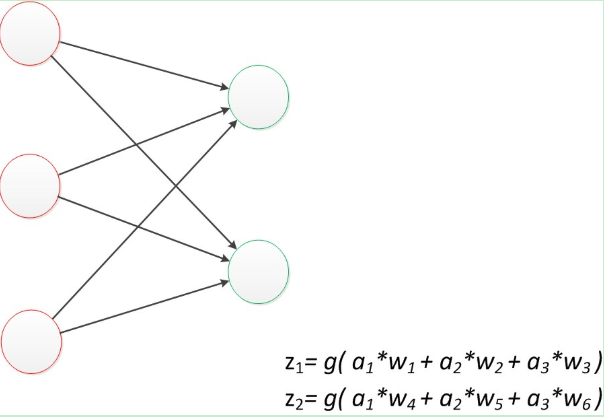 z₁= g( a₁*w₁ + a₂*w₂ + a₃*w₃ )
z₂= g( a₁*w₄ + a₂*w₅ + a₃*w₆ )